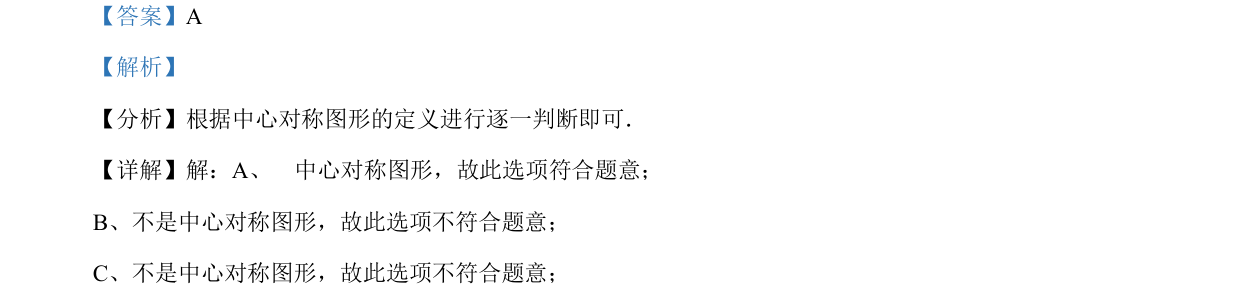 【答案】A
【解析】
【分析】根据中心对称图形的定义进行逐一判断即可．
【详解】解：A、 中心对称图形，故此选项符合题意；
B、不是中心对称图形，故此选项不符合题意；
C、不是中心对称图形，故此选项不符合题意；